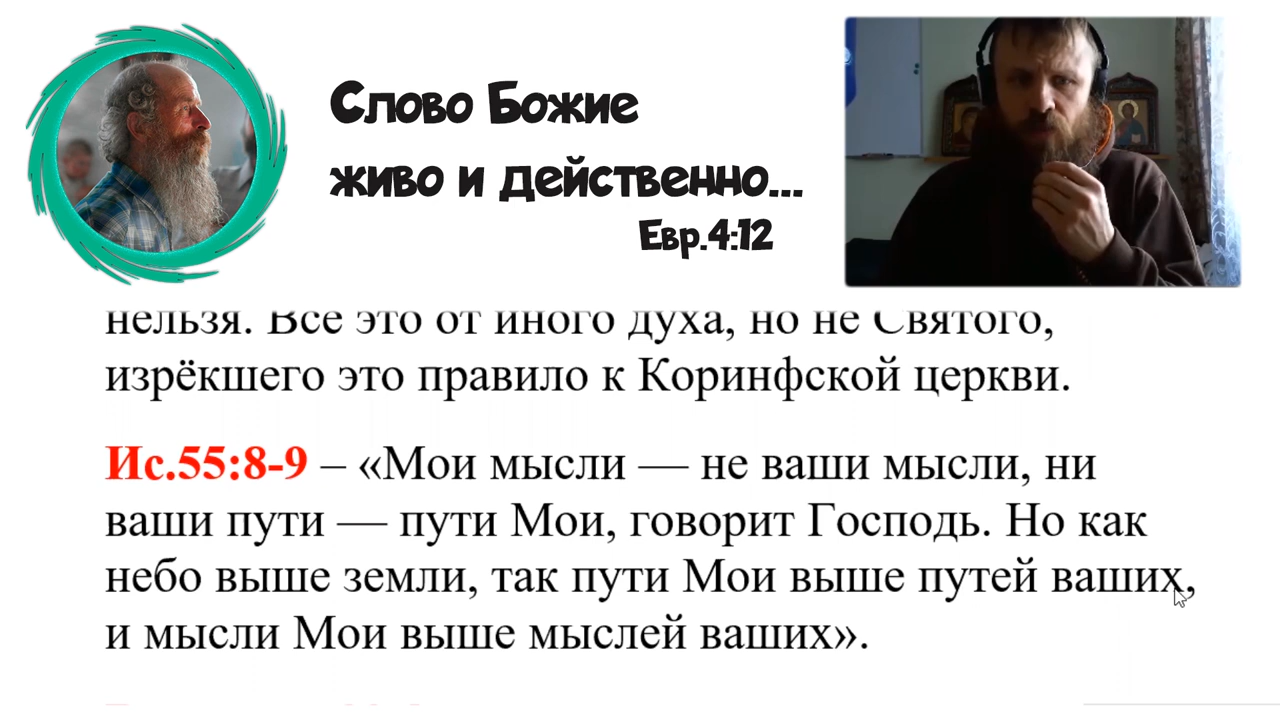 Слово Божие
живо и действенно...
Евр.4:12
нельзя. Все это от иного духа, но не Святого,
изрёкшего это правило к Коринфской церкви.
Ис.55:8-9 – «Мои мысли — не ваши мысли, ни
ваши пути — пути Мои, говорит Господь. Но как
небо выше земли, так пути Мои выше путей ваших,
и мысли Мои выше мыслей ваших».